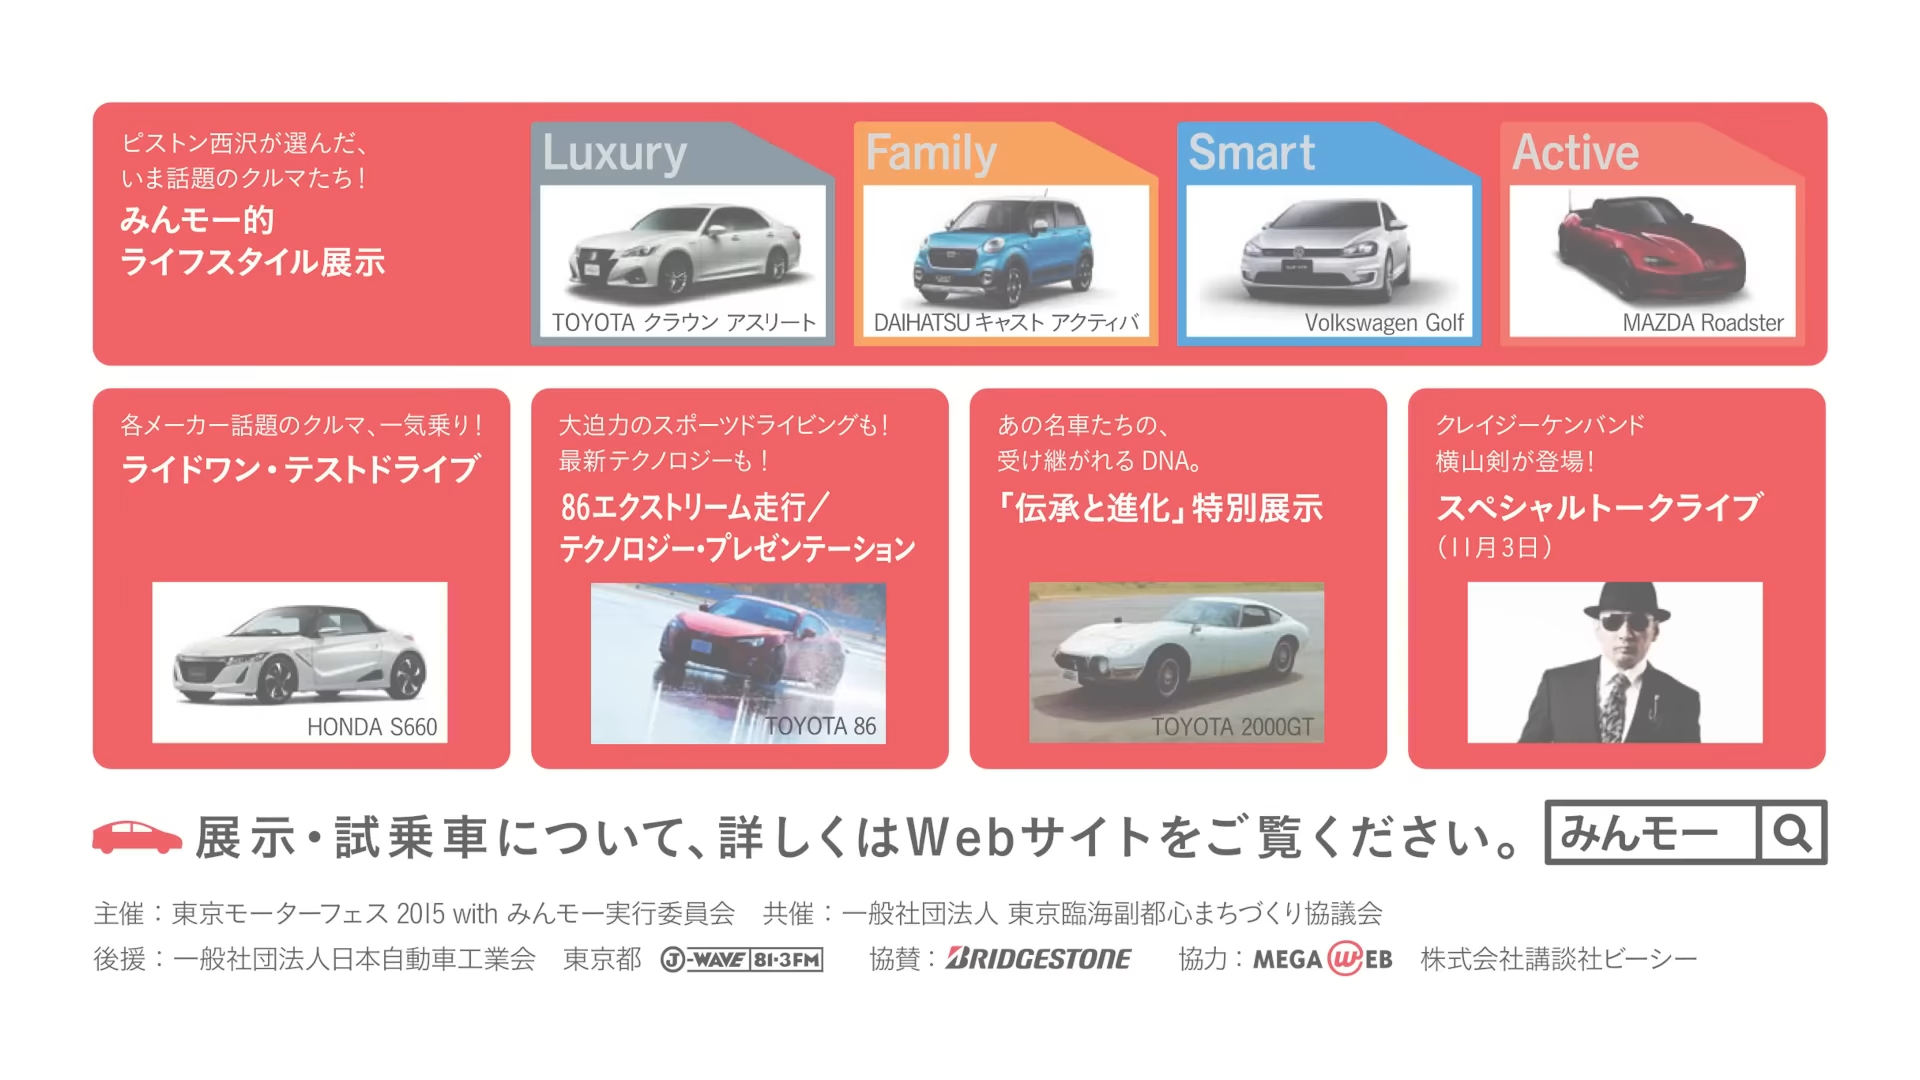 ピストン西沢が選んだ、
いま話題のクルマたち！
みんモー的
ライフスタイル展示
Luxury
TOYOTA クラウン アスリート
Family
DAIHATSU キャスト アクティバ
Smart
Volkswagen Golf
Active
MAZDA Roadster
各メーカー話題のクルマ、一気乗り！
ライドワン・テストドライブ
HONDA S660
大迫力のスポーツドライビングも！
最新テクノロジーも！
86エクストリーム走行／
テクノロジー・プレゼンテーション
TOYOTA 86
あの名車たちの、
受け継がれる DNA。
「伝承と進化」特別展示
TOYOTA 2000GT
クレイジーケンバンド
横山剣が登場！
スペシャルトークライブ
（11月3日）
展示・試乗車について、詳しくはWebサイトをご覧ください。 みんモー
主催：東京モーターフェス 2015 with みんモー実行委員会 共催：一般社団法人 東京臨海副都心まちづくり協議会
後援：一般社団法人日本自動車工業会 東京都 J-WAVE 81.3FM 協賛：BRIDGESTONE 協力：MEGA WEB 株式会社講談社ビーシー